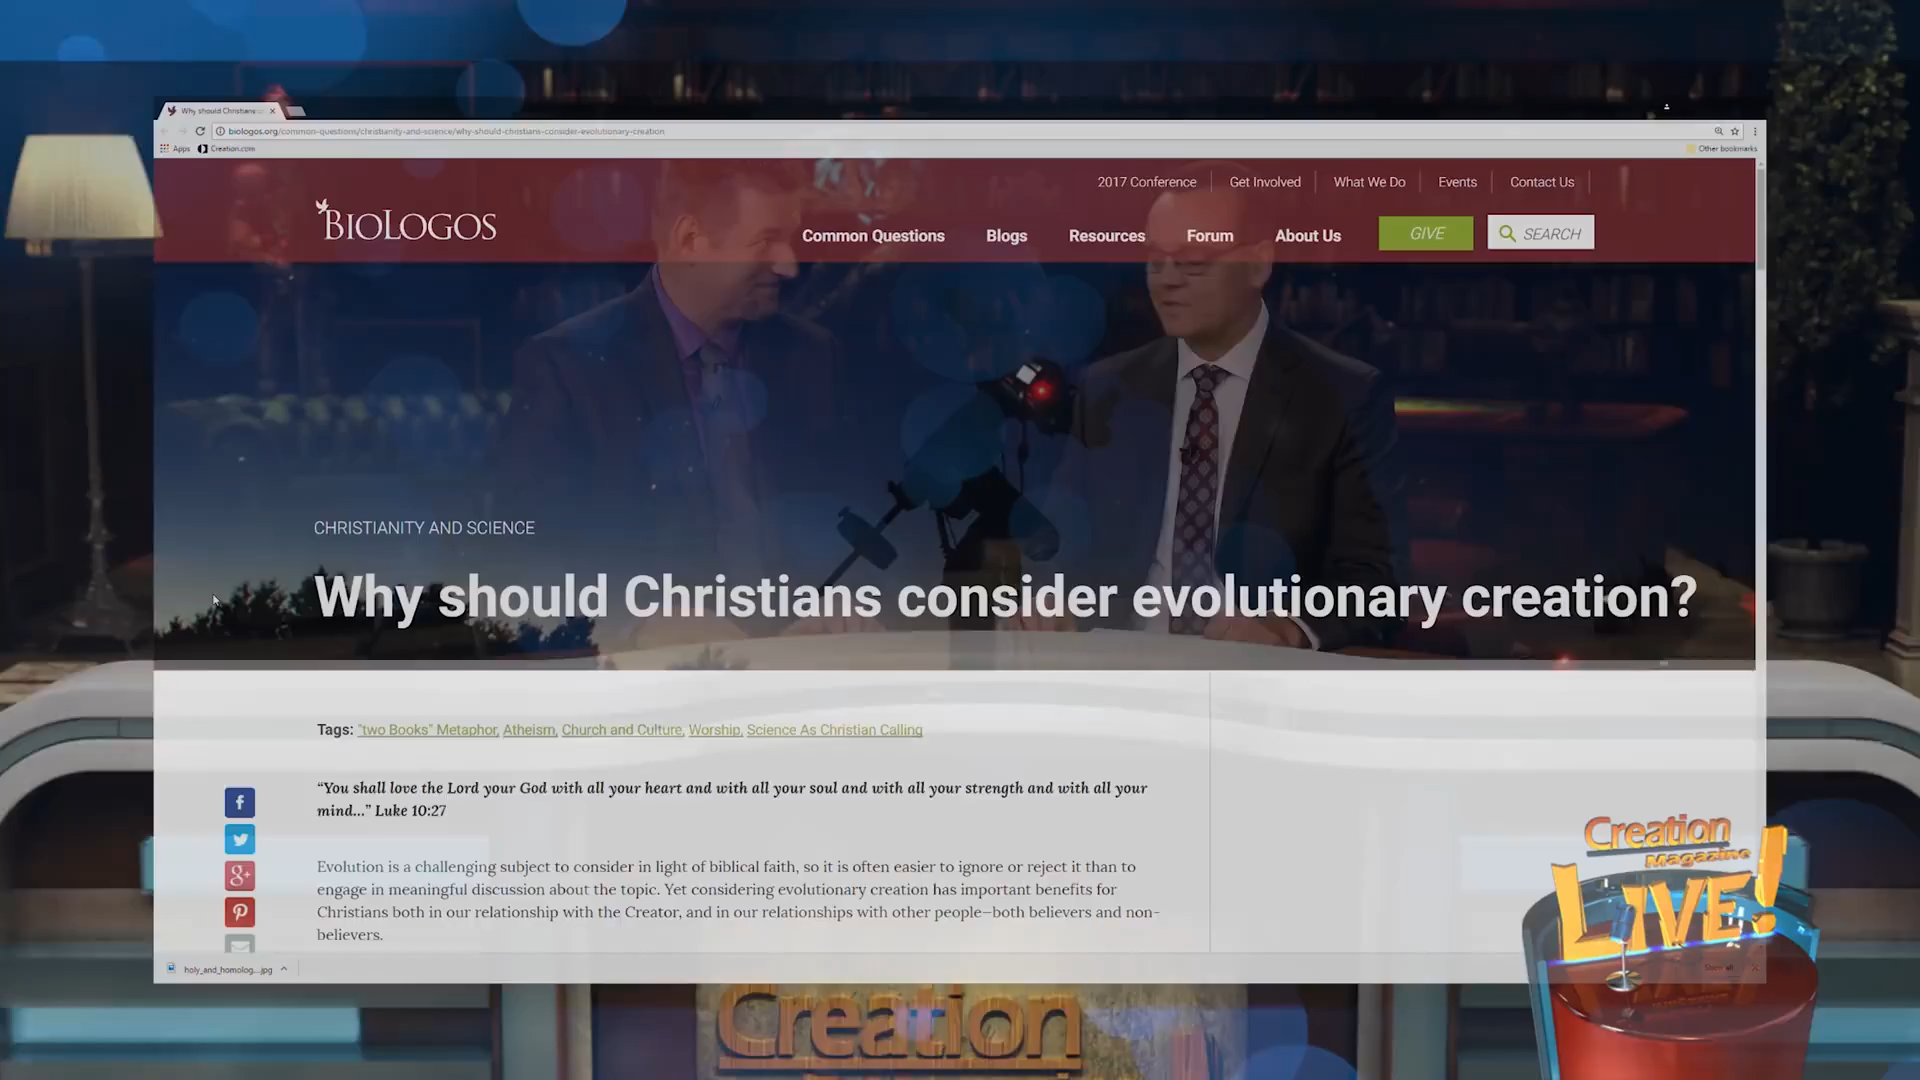 Why should Christians
biologos.org/common-questions/christianity-and-science/why-should-christians-consider-evolutionary-creation
Apps Creation.com Other bookmarks
2017 Conference Get Involved What We Do Events Contact Us
BIOLOGOS
Common Questions Blogs Resources Forum About Us GIVE SEARCH
CHRISTIANITY AND SCIENCE
Why should Christians consider evolutionary creation?
Tags: "two Books" Metaphor, Atheism, Church and Culture, Worship, Science As Christian Calling
“You shall love the Lord your God with all your heart and with all your soul and with all your strength and with all your
mind…” Luke 10:27
Evolution is a challenging subject to consider in light of biblical faith, so it is often easier to ignore or reject it than to
engage in meaningful discussion about the topic. Yet considering evolutionary creation has important benefits for
Christians both in our relationship with the Creator, and in our relationships with other people—both believers and non-
believers.
holy_and_homolog....jpg
Creation
Magazine
LIVE!
Creation